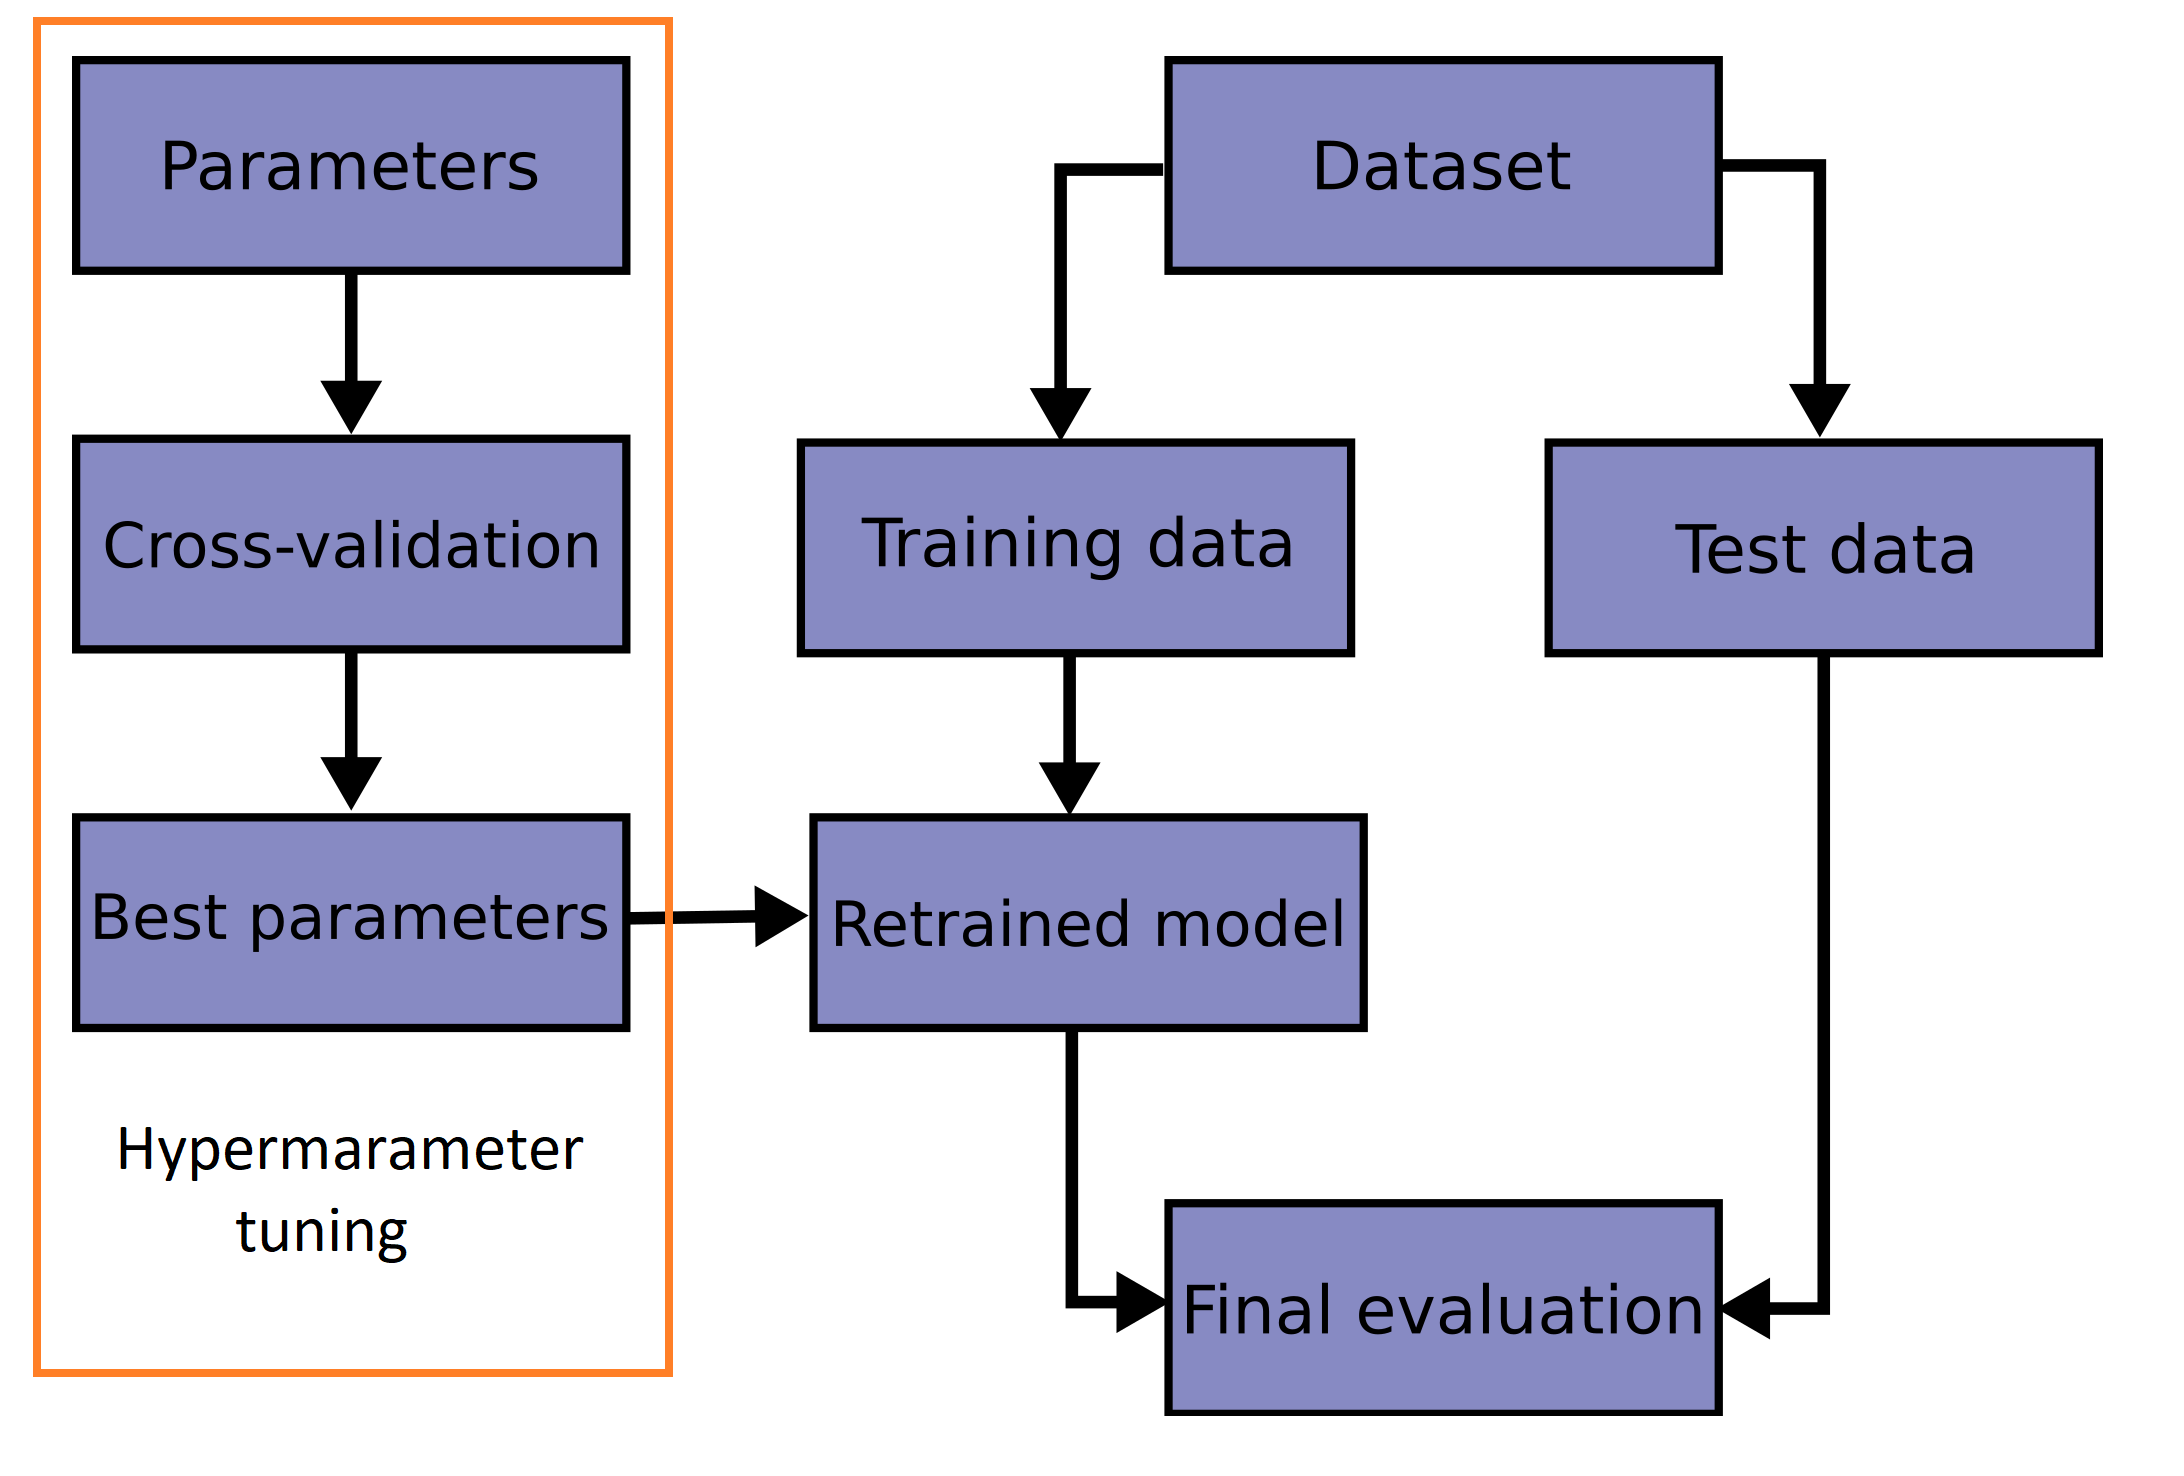 Parameters
Dataset
Cross-validation
Training data
Test data
Best parameters
Retrained model
Hypermarameter
tuning
Final evaluation